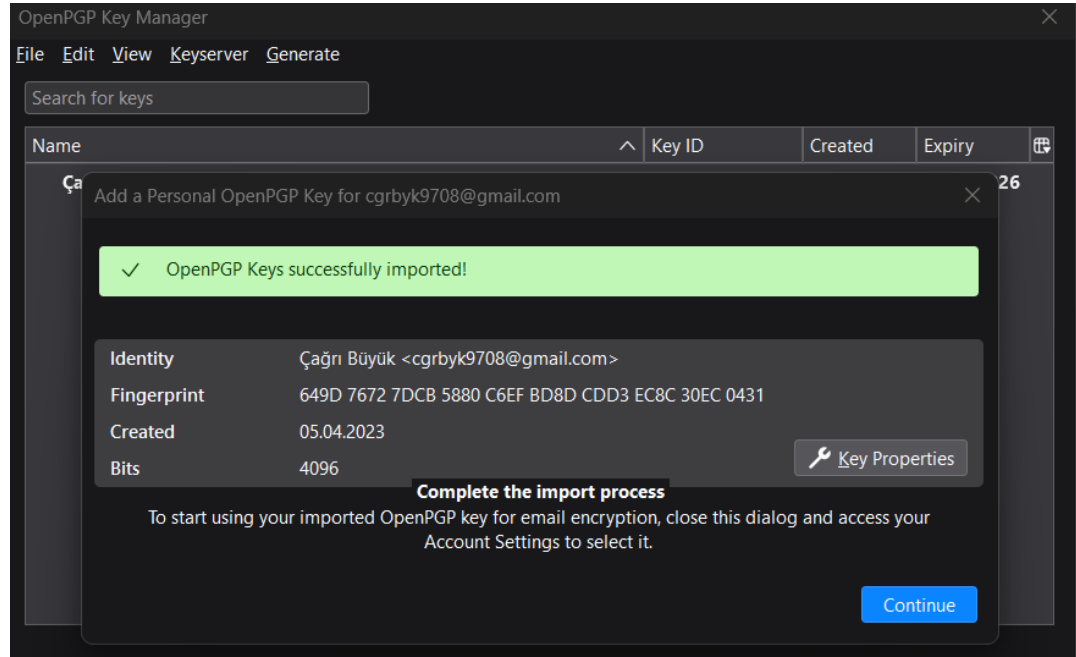 OpenPGP Key Manager
File Edit View Keyserver Generate
Search for keys
Name Key ID Created Expiry
Ça 26
Add a Personal OpenPGP Key for cgrbyk9708@gmail.com
OpenPGP Keys successfully imported!
Identity Çağrı Büyük <cgrbyk9708@gmail.com>
Fingerprint 649D 7672 7DCB 5880 C6EF BD8D CDD3 EC8C 30EC 0431
Created 05.04.2023
Bits 4096
Key Properties
Complete the import process
To start using your imported OpenPGP key for email encryption, close this dialog and access your
Account Settings to select it.
Continue